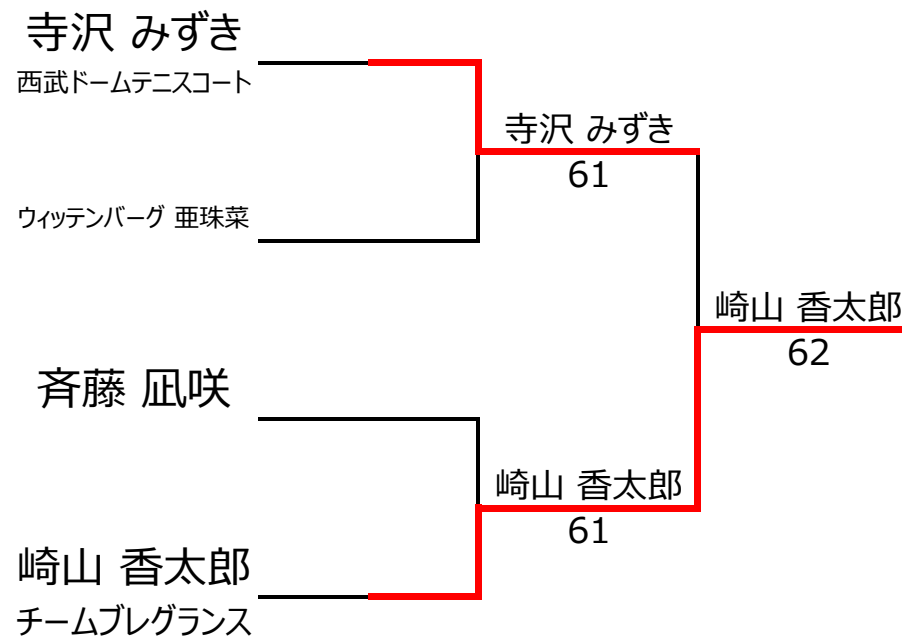 寺沢 みずき
西武ドームテニスコート
寺沢 みずき
61
ウィッテンバーグ 亜珠菜
崎山 香太郎
62
斉藤 凪咲
崎山 香太郎
61
崎山 香太郎
チームブレグランス